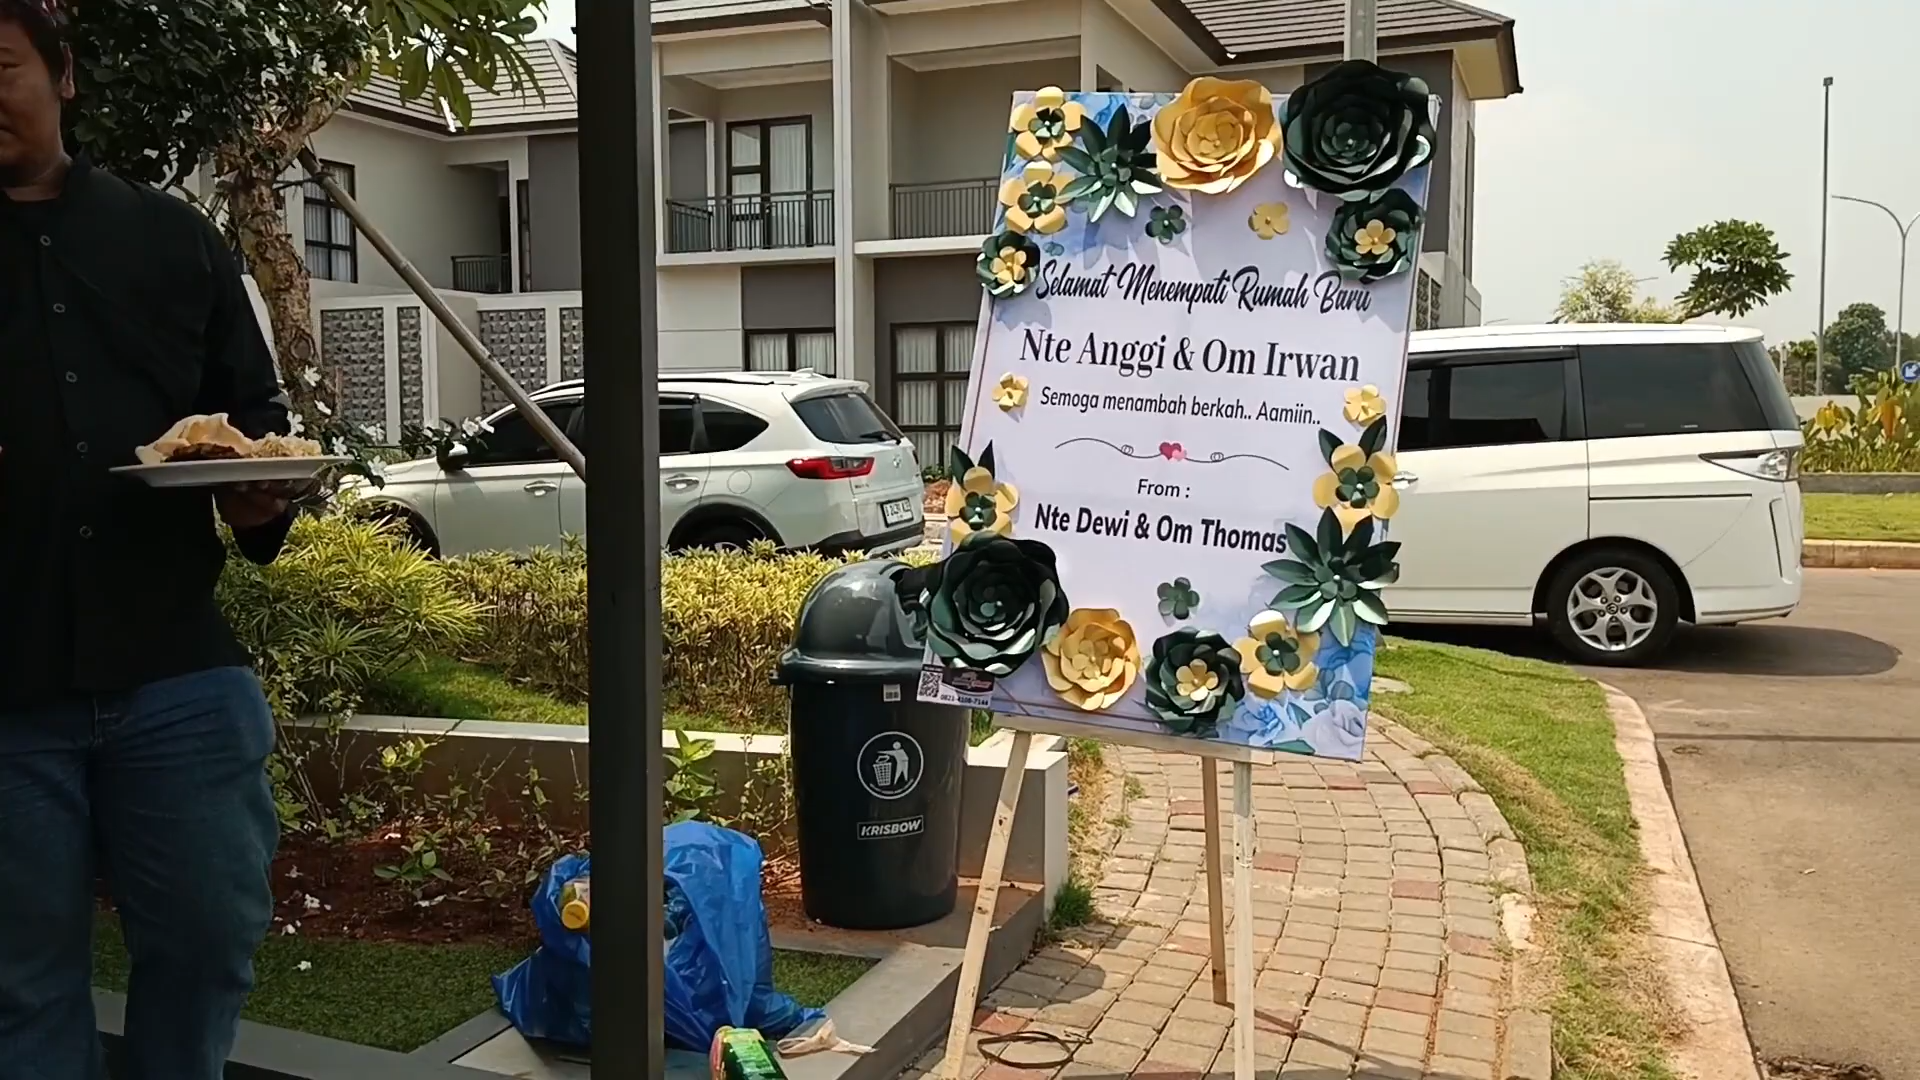 Selamat Menempati Rumah Baru
Nte Anggi & Om Irwan
Semoga menambah berkah.. Aamiin..
From :
Nte Dewi & Om Thomas
KRISBOW